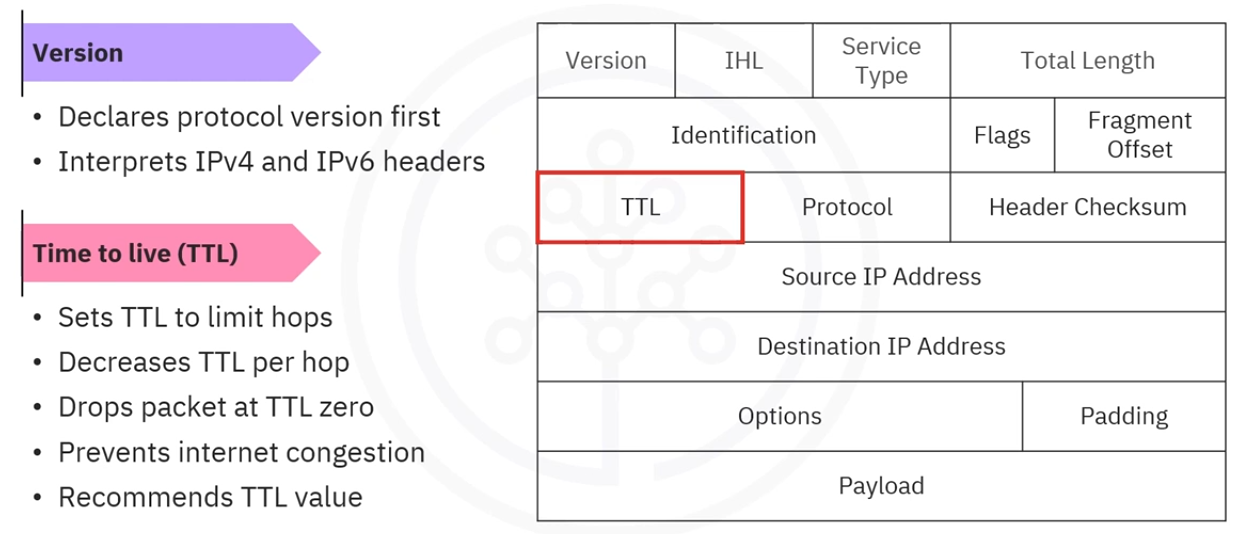 Version
• Declares protocol version first
• Interprets IPv4 and IPv6 headers
Time to live (TTL)
• Sets TTL to limit hops
• Decreases TTL per hop
• Drops packet at TTL zero
• Prevents internet congestion
• Recommends TTL value
Version IHL Service Type Total Length
Identification Flags Fragment Offset
TTL Protocol Header Checksum
Source IP Address
Destination IP Address
Options Padding
Payload